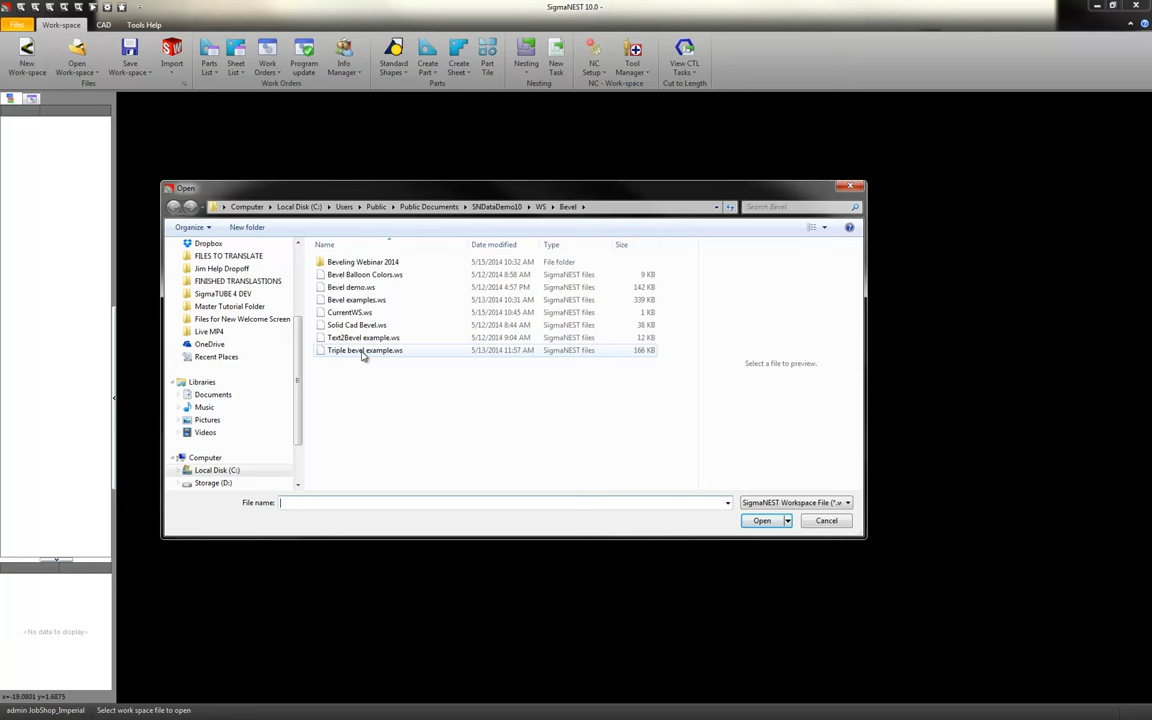 SigmaNEST 10.0 -
Files Work-space CAD Tools Help
New Work-space
Open Work-space
Save Work-space
Import
Parts List
Sheet List
Work Orders
Program update
Info Manager
Standard Shapes
Create Part
Create Sheet
Part Tile
Nesting
New Task
NC Setup
Tool Manager
View CTL Tasks
Files Work Orders Parts Nesting NC - Work-space Cut to Length
Open
Computer Local Disk (C:) Users Public Public Documents SNDataDemo10 WS Bevel Search Bevel
Organize New folder
Name Date modified Type Size
Dropbox
FILES TO TRANSLATE
Jim Help Dropoff
FINISHED TRANSLASTIONS
SigmaTUBE 4 DEV
Master Tutorial Folder
Files for New Welcome Screen
Live MP4
OneDrive
Recent Places
Libraries
Documents
Music
Pictures
Videos
Computer
Local Disk (C:)
Storage (D:)
Beveling Webinar 2014 5/15/2014 10:32 AM File folder
Bevel Balloon Colors.ws 5/12/2014 8:58 AM SigmaNEST files 9 KB
Bevel demo.ws 5/12/2014 4:57 PM SigmaNEST files 142 KB
Bevel examples.ws 5/13/2014 10:31 AM SigmaNEST files 339 KB
CurrentWS.ws 5/15/2014 10:45 AM SigmaNEST files 1 KB
Solid Cad Bevel.ws 5/12/2014 8:44 AM SigmaNEST files 38 KB
Text2Bevel example.ws 5/12/2014 9:04 AM SigmaNEST files 12 KB
Triple bevel example.ws 5/13/2014 11:57 AM SigmaNEST files 166 KB
Select a file to preview.
File name: SigmaNEST Workspace File (*.w
Open Cancel
<No data to display>
x=-19.0801 y=1.6875
admin JobShop_Imperial Select work space file to open